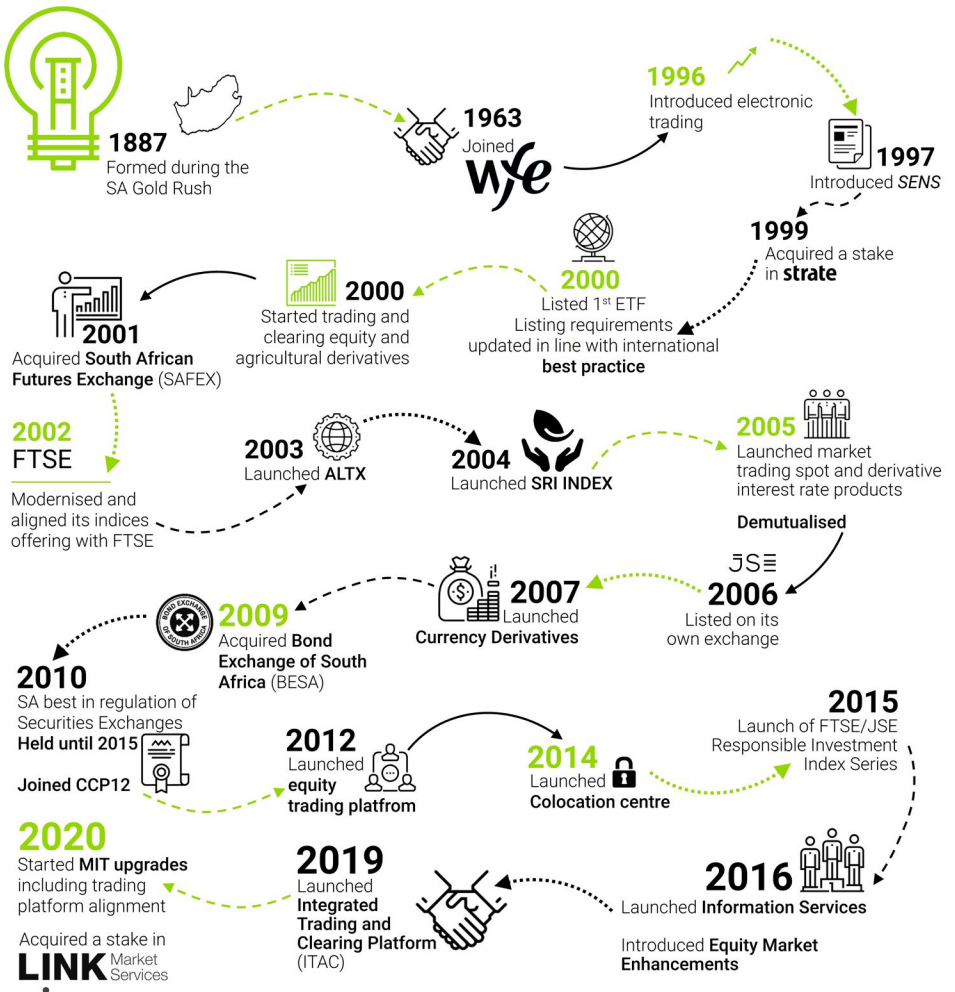 1887
Formed during the
SA Gold Rush
1963
Joined
wfe
1996
Introduced electronic
trading
1997
Introduced SENS
1999
Acquired a stake
in strate
2000
Listed 1st ETF
Listing requirements
updated in line with international
best practice
2000
Started trading and
clearing equity and
agricultural derivatives
2001
Acquired South African
Futures Exchange (SAFEX)
2002
FTSE
Modernised and
aligned its indices
offering with FTSE
2003
Launched ALTX
2004
Launched SRI INDEX
2005
Launched market
trading spot and derivative
interest rate products
Demutualised
JSE
2006
Listed on its
own exchange
2007
Launched
Currency Derivatives
BOND EXCHANGE
OF SOUTH AFRICA
2009
Acquired Bond
Exchange of South
Africa (BESA)
2010
SA best in regulation of
Securities Exchanges
Held until 2015
Joined CCP12
2012
Launched
equity
trading platfrom
2014
Launched
Colocation centre
2015
Launch of FTSE/JSE
Responsible Investment
Index Series
2016
Launched Information Services
Introduced Equity Market
Enhancements
2019
Launched
Integrated
Trading and
Clearing Platform
(ITAC)
2020
Started MIT upgrades
including trading
platform alignment
Acquired a stake in
LINK Market
Services